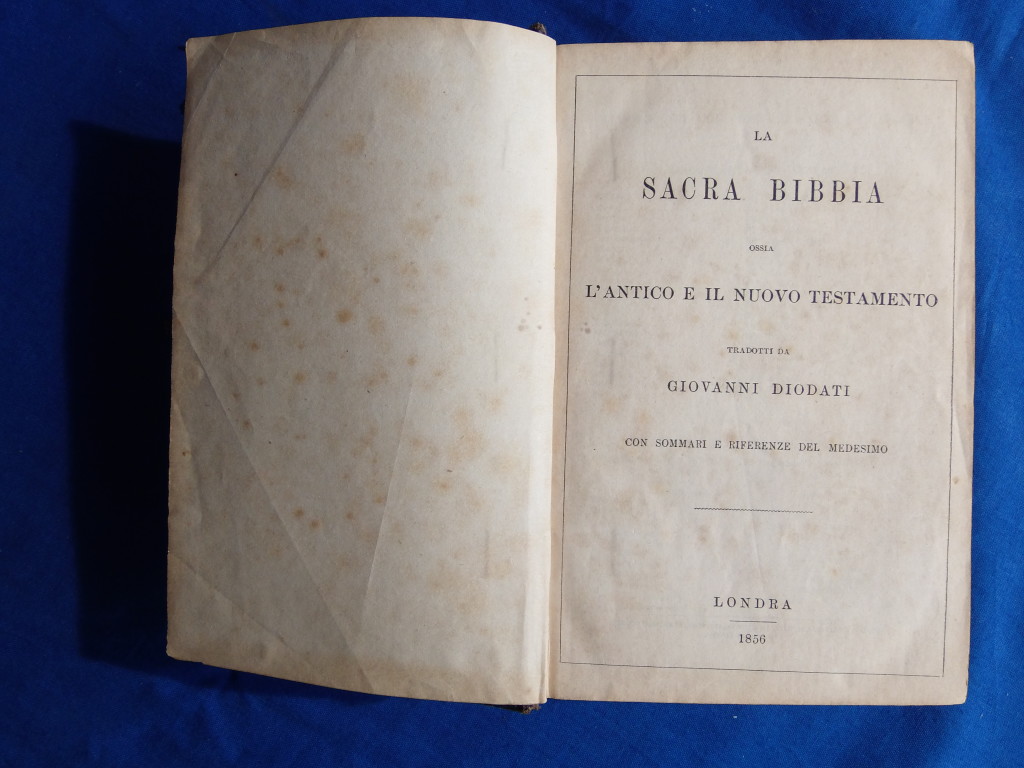 LA
SACRA BIBBIA
OSSIA
L'ANTICO E IL NUOVO TESTAMENTO
TRADOTTI DA
GIOVANNI DIODATI
CON SOMMARI E RIFERENZE DEL MEDESIMO
LONDRA
1856